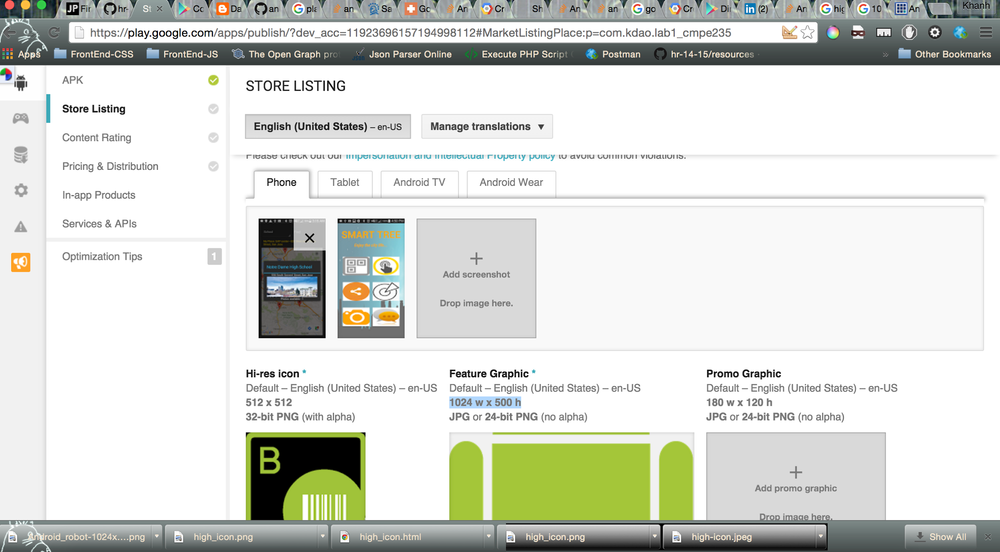 Fir
hr-
St
Co
Da
an
pla
an
Sa
Go
An
Cr
Sh
An
an
go
Cr
Dir
(2)
An
hig
10
An
Khanh
https://play.google.com/apps/publish/?dev_acc=11923696157194998112#MarketListingPlace:p=com.kdao.lab1_cmpe235
Apps
FrontEnd-CSS
FrontEnd-JS
The Open Graph prot
Json Parser Online
Execute PHP Script
Postman
hr-14-15/resources
»
Other Bookmarks
APK
Store Listing
Content Rating
Pricing & Distribution
In-app Products
Services & APIs
Optimization Tips
1
STORE LISTING
English (United States) – en-US
Manage translations
Please check out our Impersonation and Intellectual Property policy to avoid common violations.
Phone
Tablet
Android TV
Android Wear
School
Notre Dame High School
SMART TREE
Enjoy the city life...
Add screenshot
Drop image here.
Hi-res icon *
Default – English (United States) – en-US
512 x 512
32-bit PNG (with alpha)
B
Feature Graphic *
Default – English (United States) – en-US
1024 w x 500 h
JPG or 24-bit PNG (no alpha)
Promo Graphic
Default – English (United States) – en-US
180 w x 120 h
JPG or 24-bit PNG (no alpha)
Add promo graphic
Drop image here.
Android_robot-1024x....png
high_icon.png
high_icon.html
high_icon.png
high-icon.jpeg
Show All